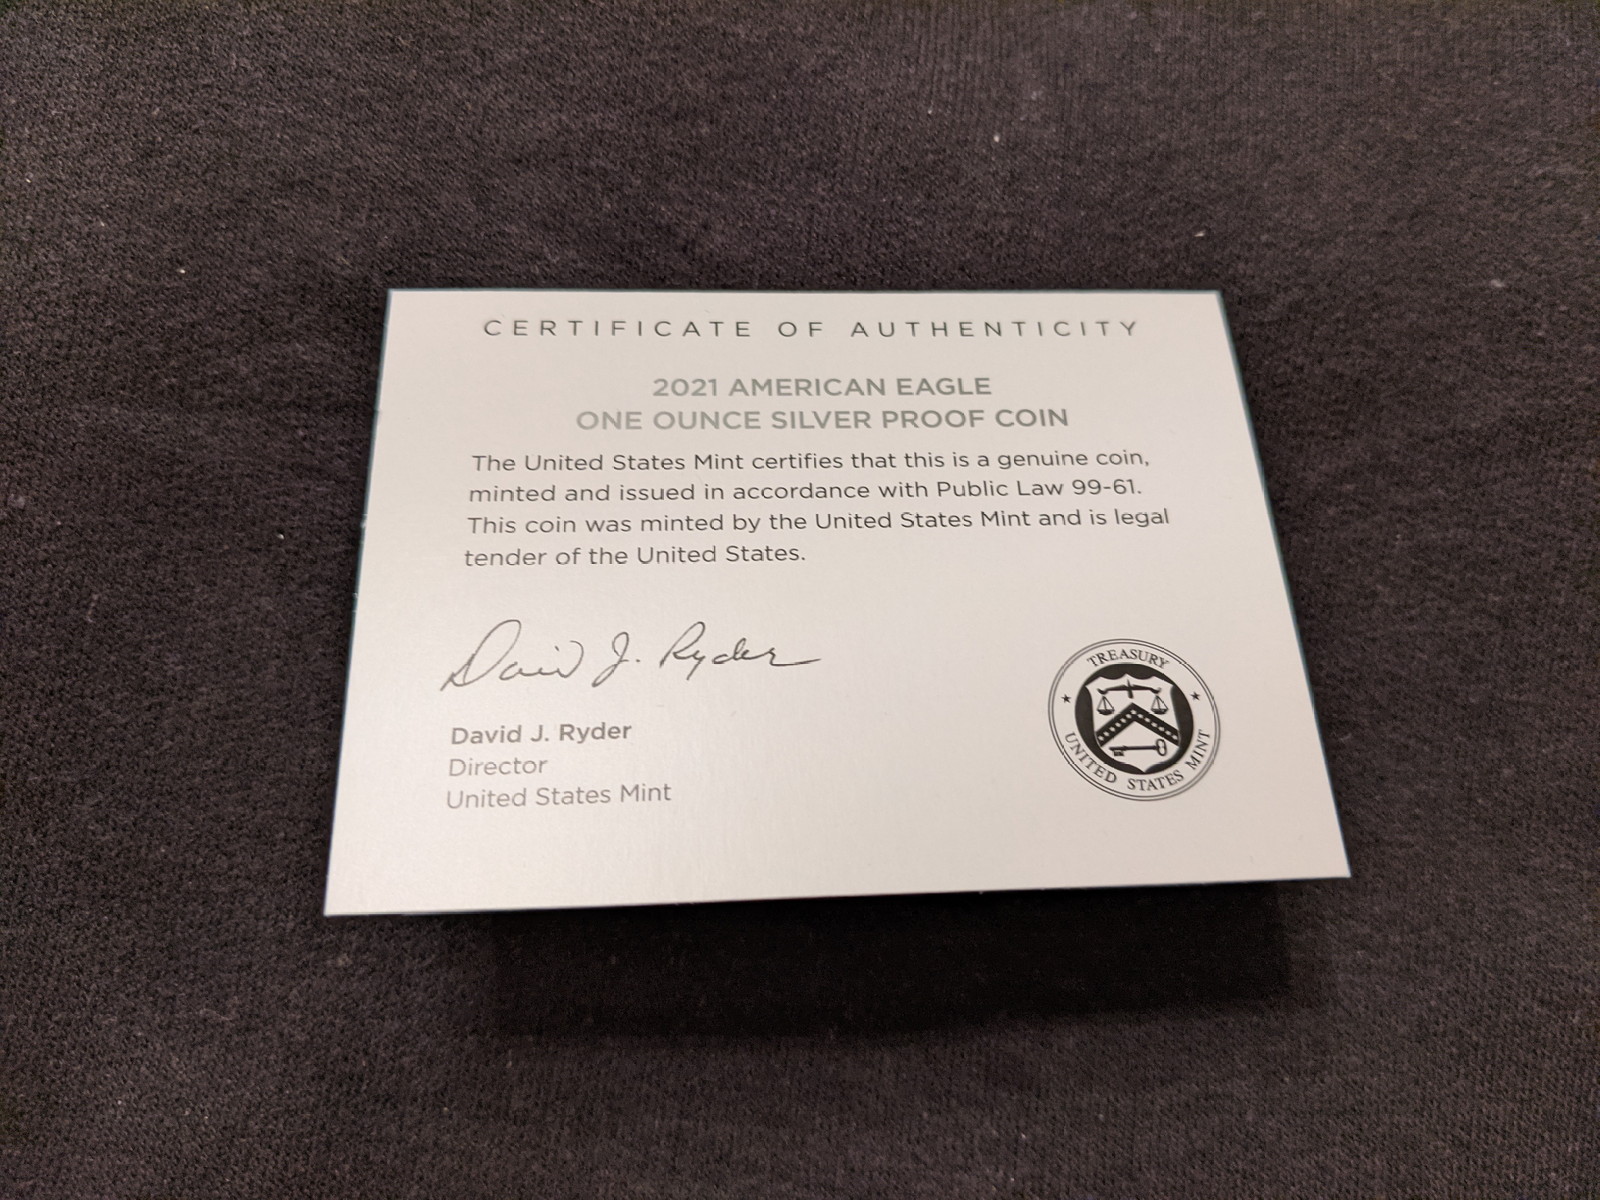 CERTIFICATE OF AUTHENTICITY
2021 AMERICAN EAGLE
ONE OUNCE SILVER PROOF COIN
The United States Mint certifies that this is a genuine coin,
minted and issued in accordance with Public Law 99-61.
This coin was minted by the United States Mint and is legal
tender of the United States.
David J. Ryder
David J. Ryder
Director
United States Mint
TREASURY
UNITED STATES MINT